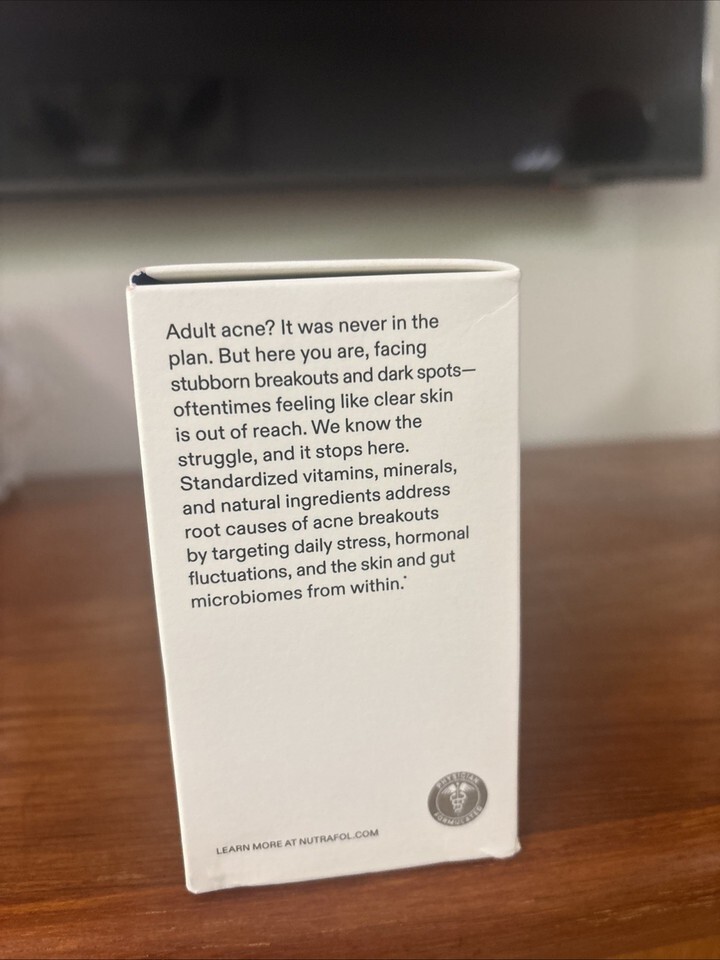 Adult acne? It was never in the
plan. But here you are, facing
stubborn breakouts and dark spots—
oftentimes feeling like clear skin
is out of reach. We know the
struggle, and it stops here.
Standardized vitamins, minerals,
and natural ingredients address
root causes of acne breakouts
by targeting daily stress, hormonal
fluctuations, and the skin and gut
microbiomes from within.*
PHYSICIAN
FORMULATED
LEARN MORE AT NUTRAFOL.COM